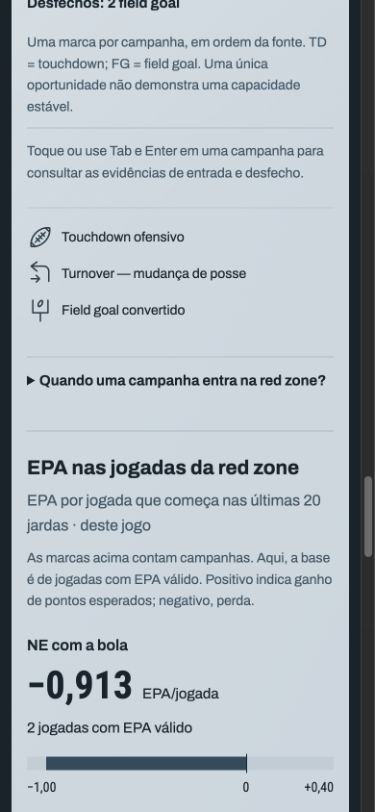 Desfechos: 2 field goal
Uma marca por campanha, em ordem da fonte. TD
= touchdown; FG = field goal. Uma única
oportunidade não demonstra uma capacidade
estável.
Toque ou use Tab e Enter em uma campanha para
consultar as evidências de entrada e desfecho.
Touchdown ofensivo
Turnover — mudança de posse
Field goal convertido
▶ Quando uma campanha entra na red zone?
EPA nas jogadas da red zone
EPA por jogada que começa nas últimas 20
jardas · deste jogo
As marcas acima contam campanhas. Aqui, a base
é de jogadas com EPA válido. Positivo indica ganho
de pontos esperados; negativo, perda.
NE com a bola
−0,913 EPA/jogada
2 jogadas com EPA válido
−1,00 0 +0,40